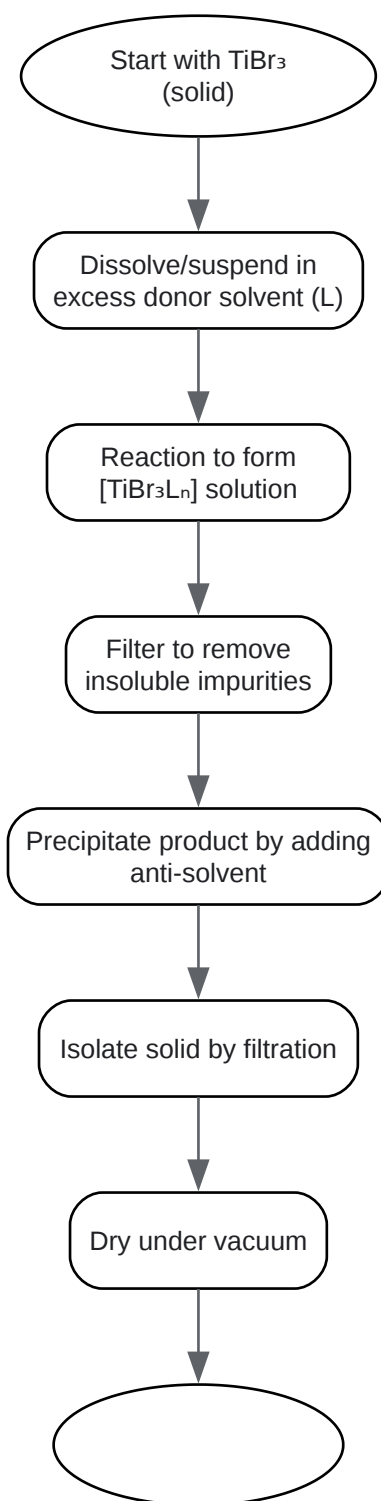 Start with TiBr₃
(solid)
Dissolve/suspend in
excess donor solvent (L)
Reaction to form
[TiBr₃Lₙ] solution
Filter to remove
insoluble impurities
Precipitate product by adding
anti-solvent
Isolate solid by filtration
Dry under vacuum